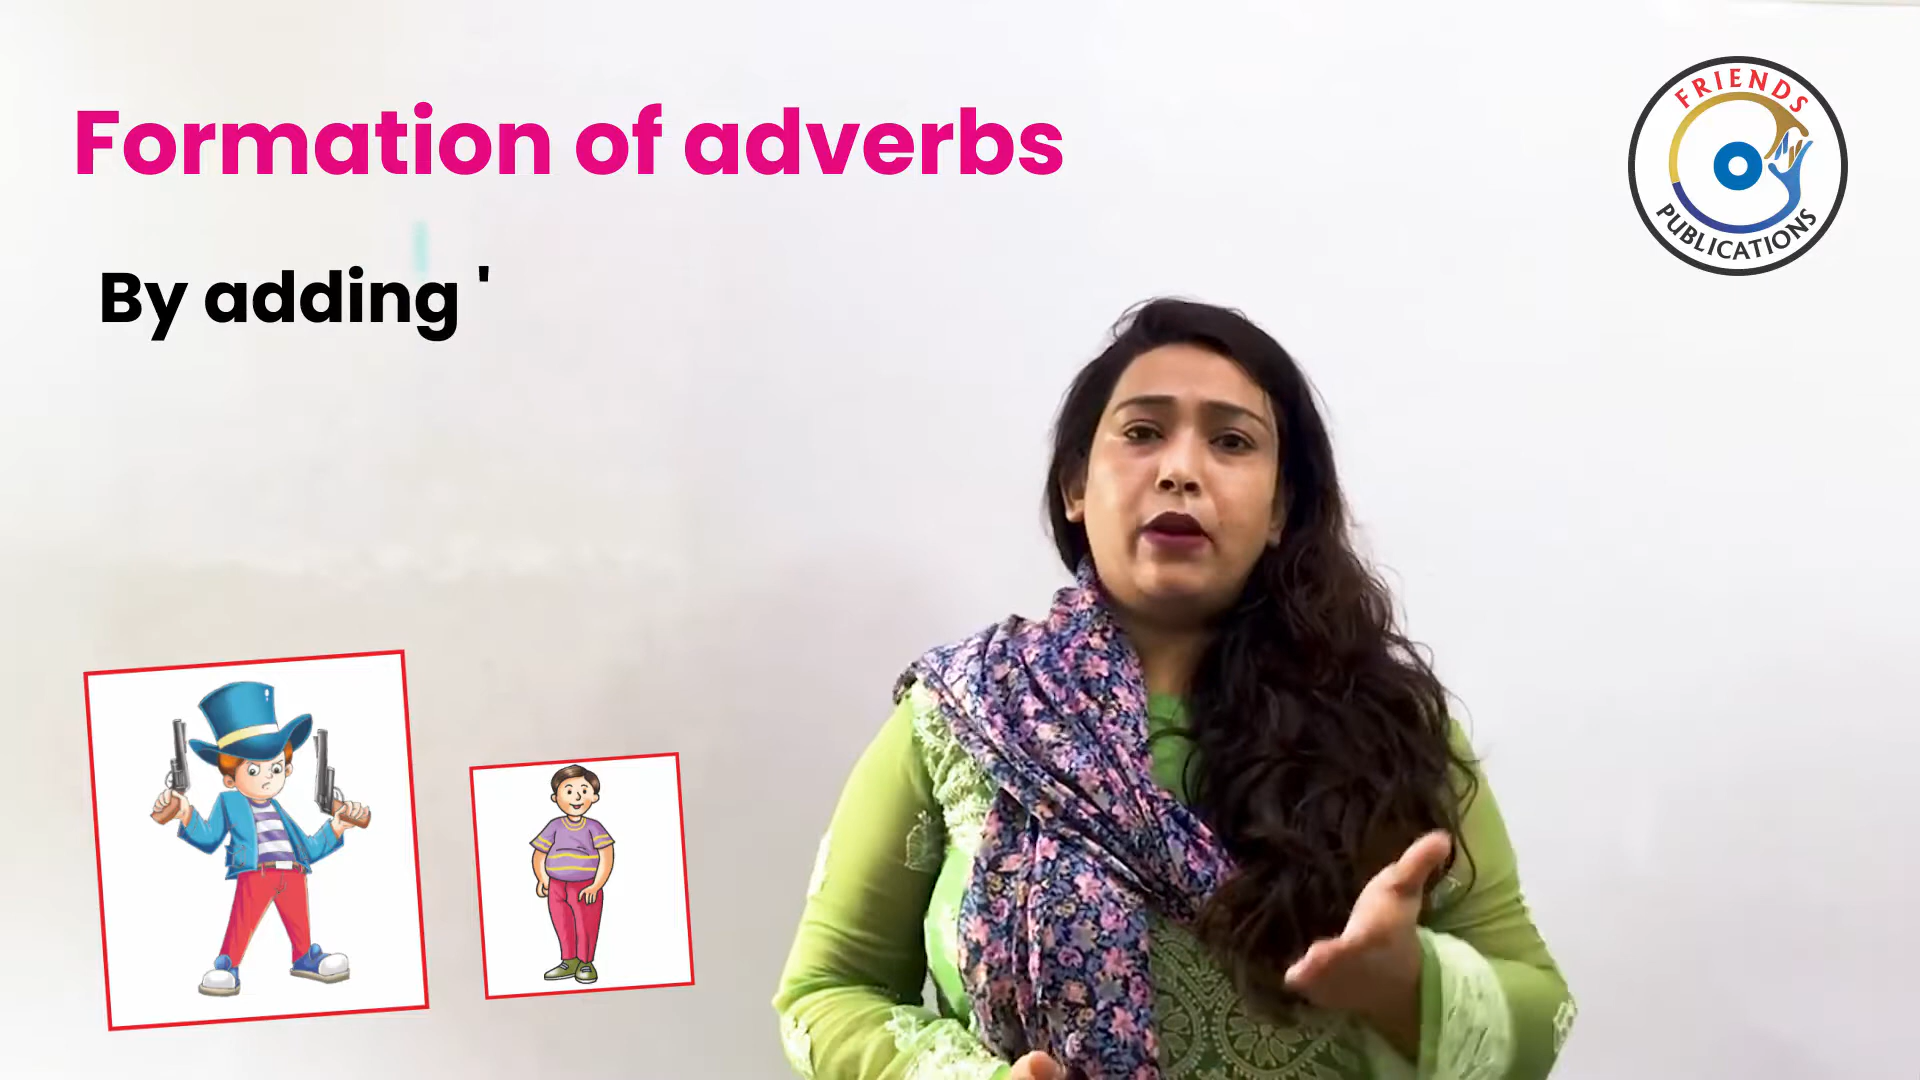 Formation of adverbs
By adding '
FRIENDS
PUBLICATIONS